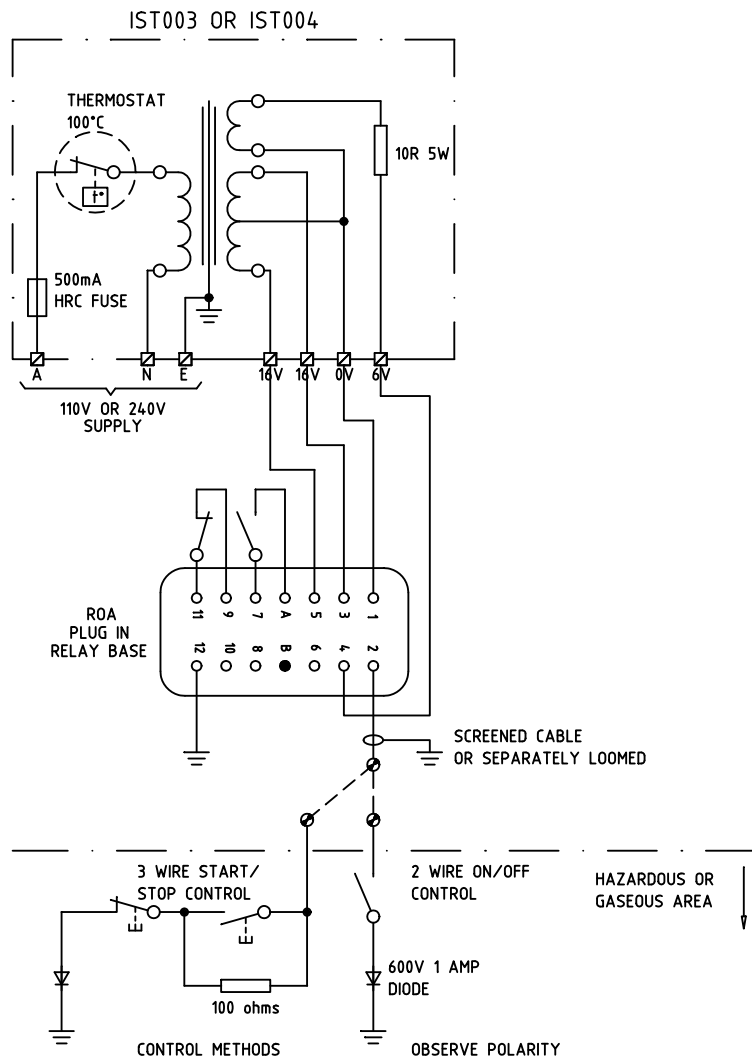 IST003 OR IST004
THERMOSTAT
100°C
t°
10R 5W
500mA
HRC FUSE
A
N
E
16V
16V
0V
6V
110V OR 240V
SUPPLY
ROA
PLUG IN
RELAY BASE
11
9
7
A
5
3
1
12
10
8
B
6
4
2
SCREENED CABLE
OR SEPARATELY LOOMED
3 WIRE START/
STOP CONTROL
2 WIRE ON/OFF
CONTROL
HAZARDOUS OR
GASEOUS AREA
100 ohms
600V 1 AMP
DIODE
CONTROL METHODS
OBSERVE POLARITY